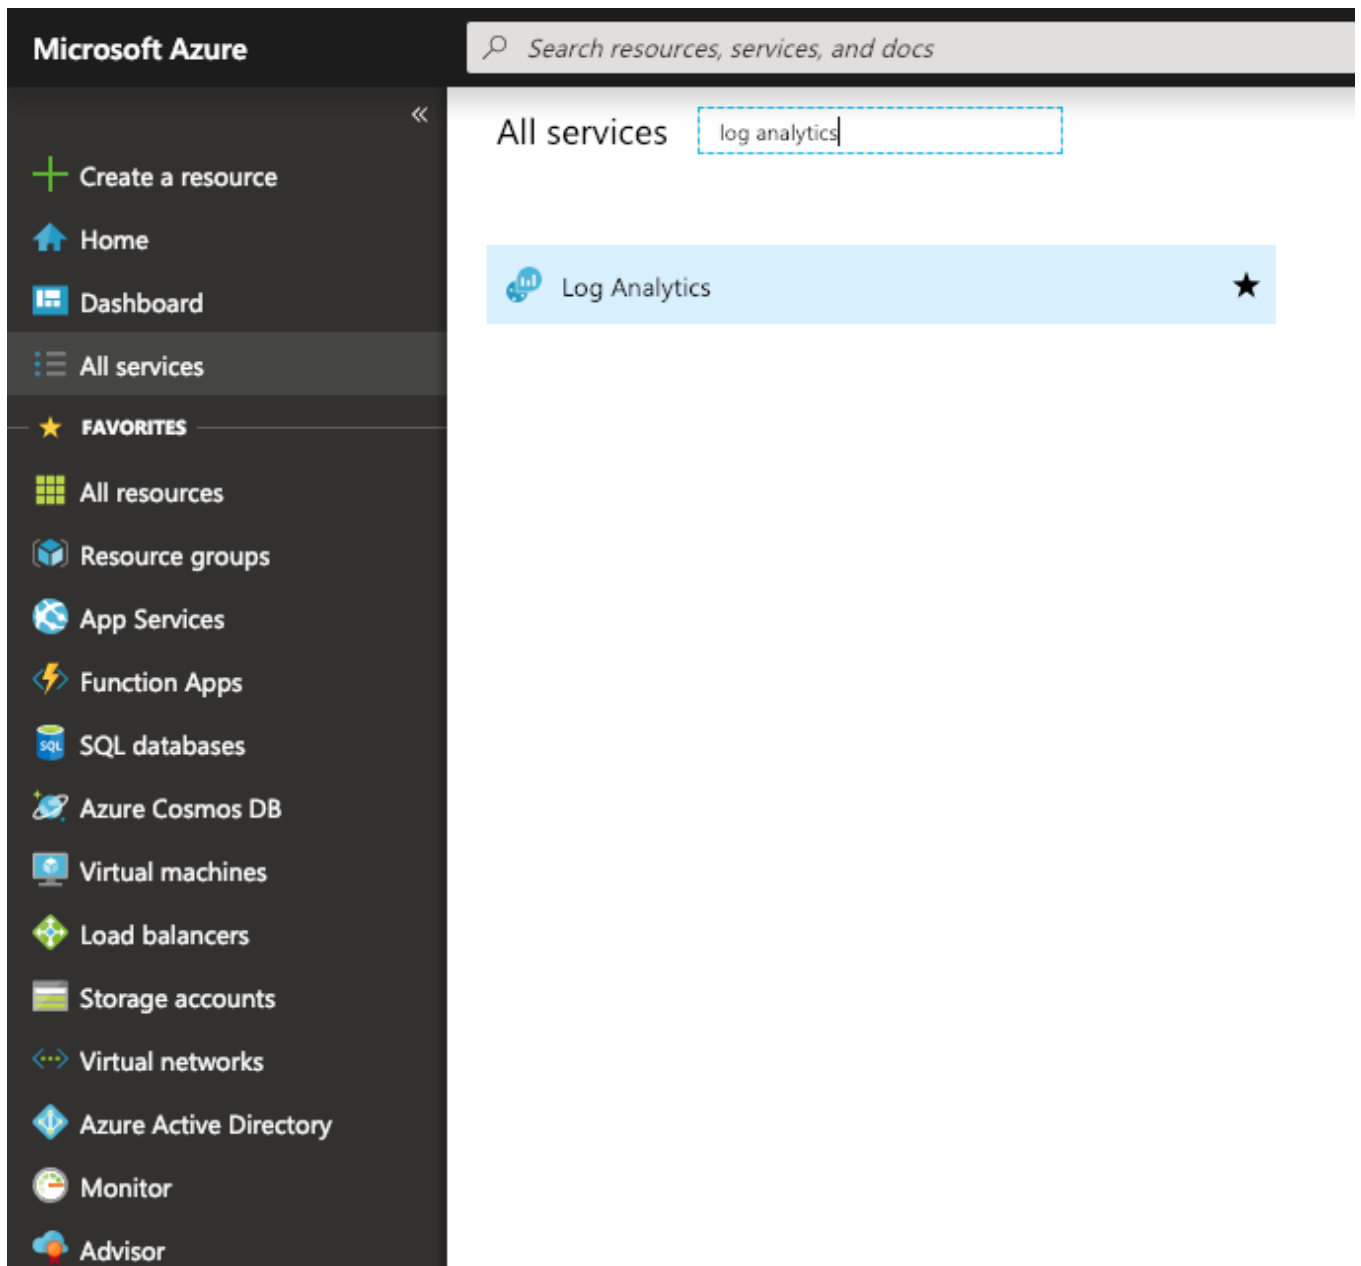 Microsoft Azure
Search resources, services, and docs
«
Create a resource
Home
Dashboard
All services
FAVORITES
All resources
Resource groups
App Services
Function Apps
SQL databases
Azure Cosmos DB
Virtual machines
Load balancers
Storage accounts
Virtual networks
Azure Active Directory
Monitor
Advisor
All services
log analytics
Log Analytics
SQL